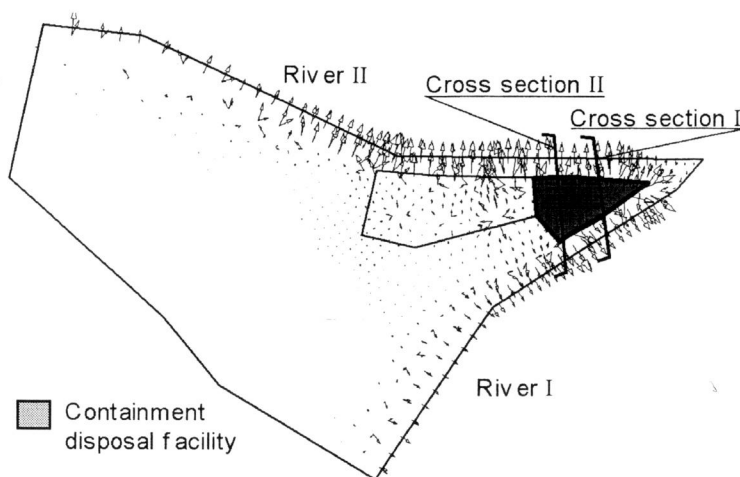 River II
Cross section II
Cross section I
River I
Containment
disposal facility